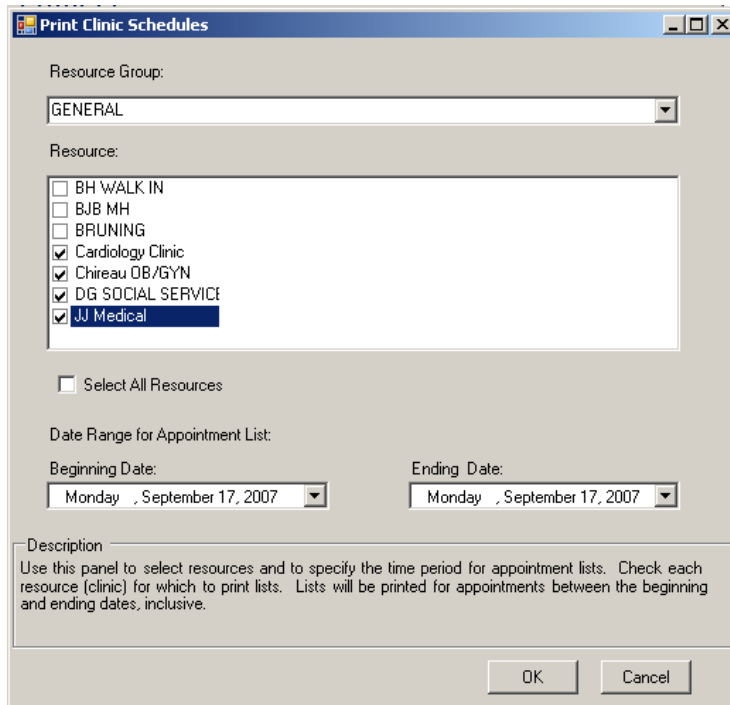 Print Clinic Schedules
Resource Group:
GENERAL
Resource:
BH WALK IN
BJB MH
BRUNING
Cardiology Clinic
Chireau OB/GYN
DG SOCIAL SERVICE
JJ Medical
Select All Resources
Date Range for Appointment List:
Beginning Date: Ending Date:
Monday , September 17, 2007 Monday , September 17, 2007
Description
Use this panel to select resources and to specify the time period for appointment lists. Check each
resource (clinic) for which to print lists. Lists will be printed for appointments between the beginning
and ending dates, inclusive.
OK Cancel